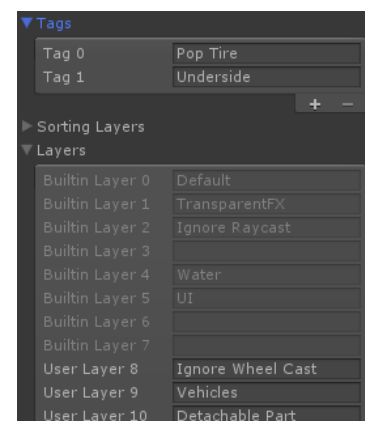 Tags
Tag 0 Pop Tire
Tag 1 Underside
+ −
Sorting Layers
Layers
Builtin Layer 0 Default
Builtin Layer 1 TransparentFX
Builtin Layer 2 Ignore Raycast
Builtin Layer 3
Builtin Layer 4 Water
Builtin Layer 5 UI
Builtin Layer 6
Builtin Layer 7
User Layer 8 Ignore Wheel Cast
User Layer 9 Vehicles
User Layer 10 Detachable Part